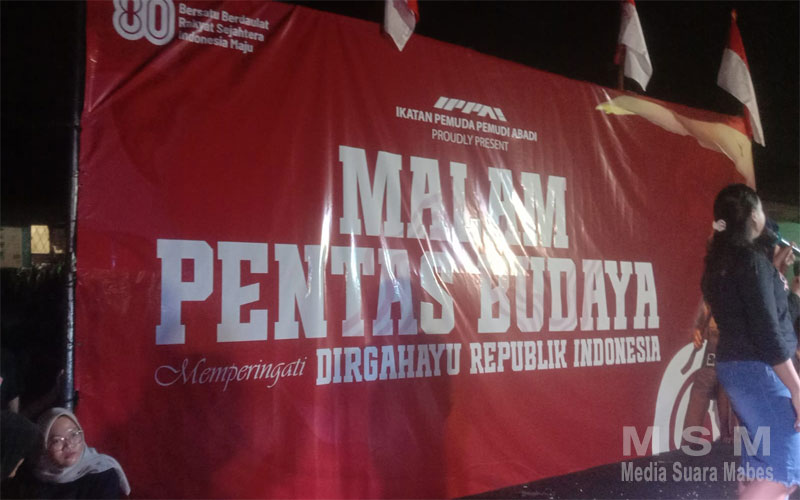 80
Bersatu Berdaulat
Rakyat Sejahtera
Indonesia Maju
IPPA
IKATAN PEMUDA PEMUDI ABADI
PROUDLY PRESENT
MALAM
PENTAS BUDAYA
Memperingati DIRGAHAYU REPUBLIK INDONESIA
MSM
Media Suara Mabes